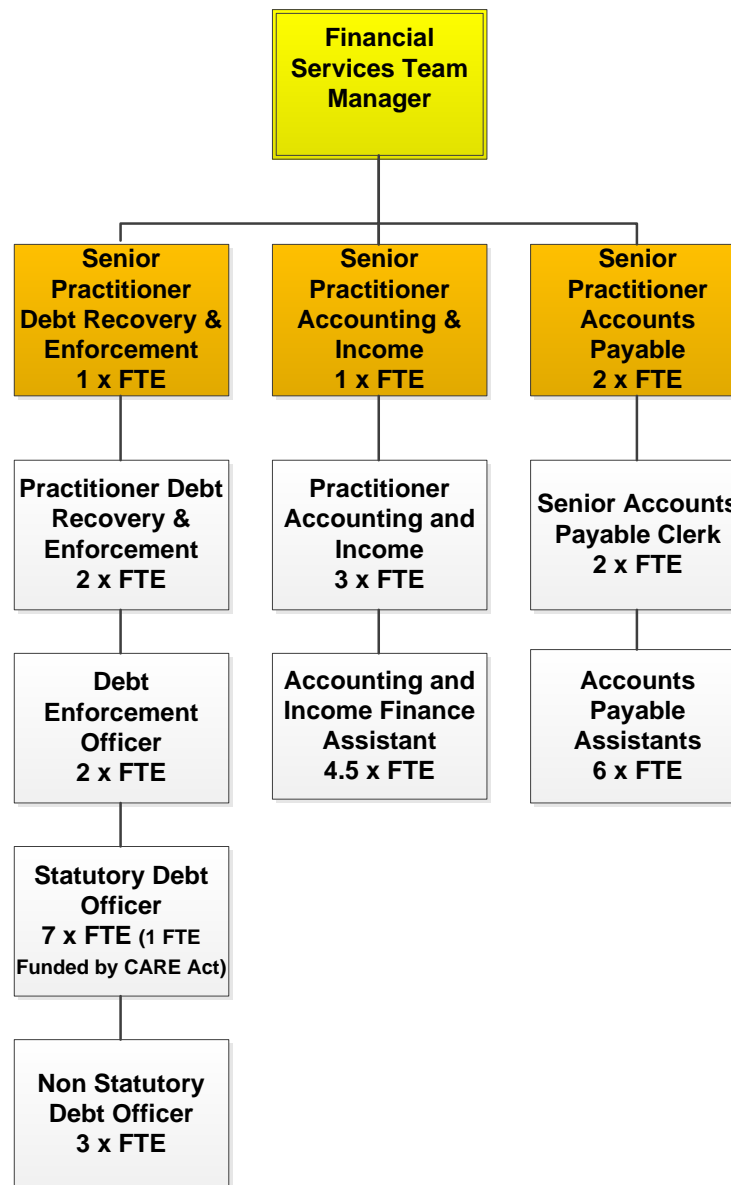 Financial
Services Team
Manager
Senior
Practitioner
Debt Recovery &
Enforcement
1 x FTE
Senior
Practitioner
Accounting &
Income
1 x FTE
Senior
Practitioner
Accounts
Payable
2 x FTE
Practitioner Debt
Recovery &
Enforcement
2 x FTE
Practitioner
Accounting and
Income
3 x FTE
Senior Accounts
Payable Clerk
2 x FTE
Debt
Enforcement
Officer
2 x FTE
Accounting and
Income Finance
Assistant
4.5 x FTE
Accounts
Payable
Assistants
6 x FTE
Statutory Debt
Officer
7 x FTE (1 FTE
Funded by CARE Act)
Non Statutory
Debt Officer
3 x FTE